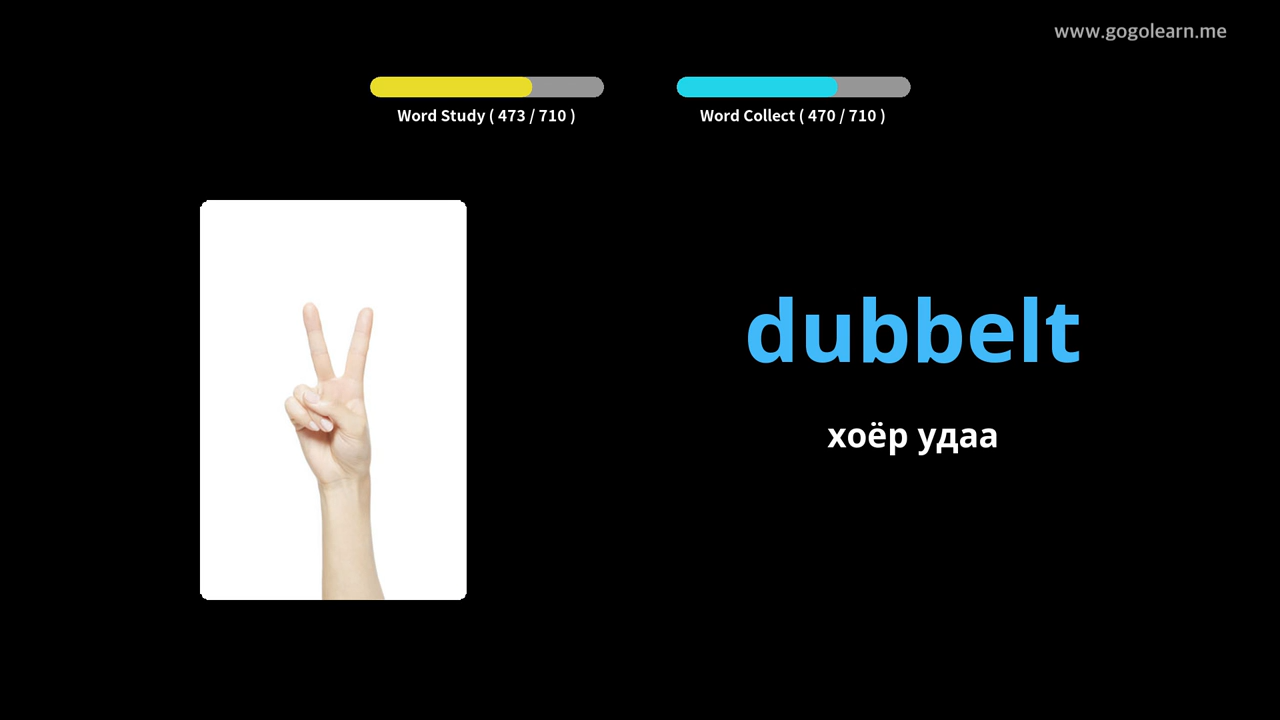 www.gogolearn.me
Word Study ( 473 / 710 )
Word Collect ( 470 / 710 )
dubbelt
хоёр удаа